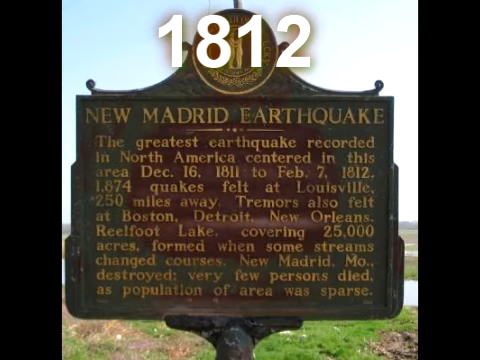 1812
NEW MADRID EARTHQUAKE
The greatest earthquake recorded
in North America centered in this
area Dec. 16, 1811 to Feb. 7, 1812.
1,874 quakes felt at Louisville,
250 miles away. Tremors also felt
at Boston, Detroit, New Orleans.
Reelfoot Lake, covering 25,000
acres, formed when some streams
changed courses. New Madrid, Mo.,
destroyed; very few persons died,
as population of area was sparse.